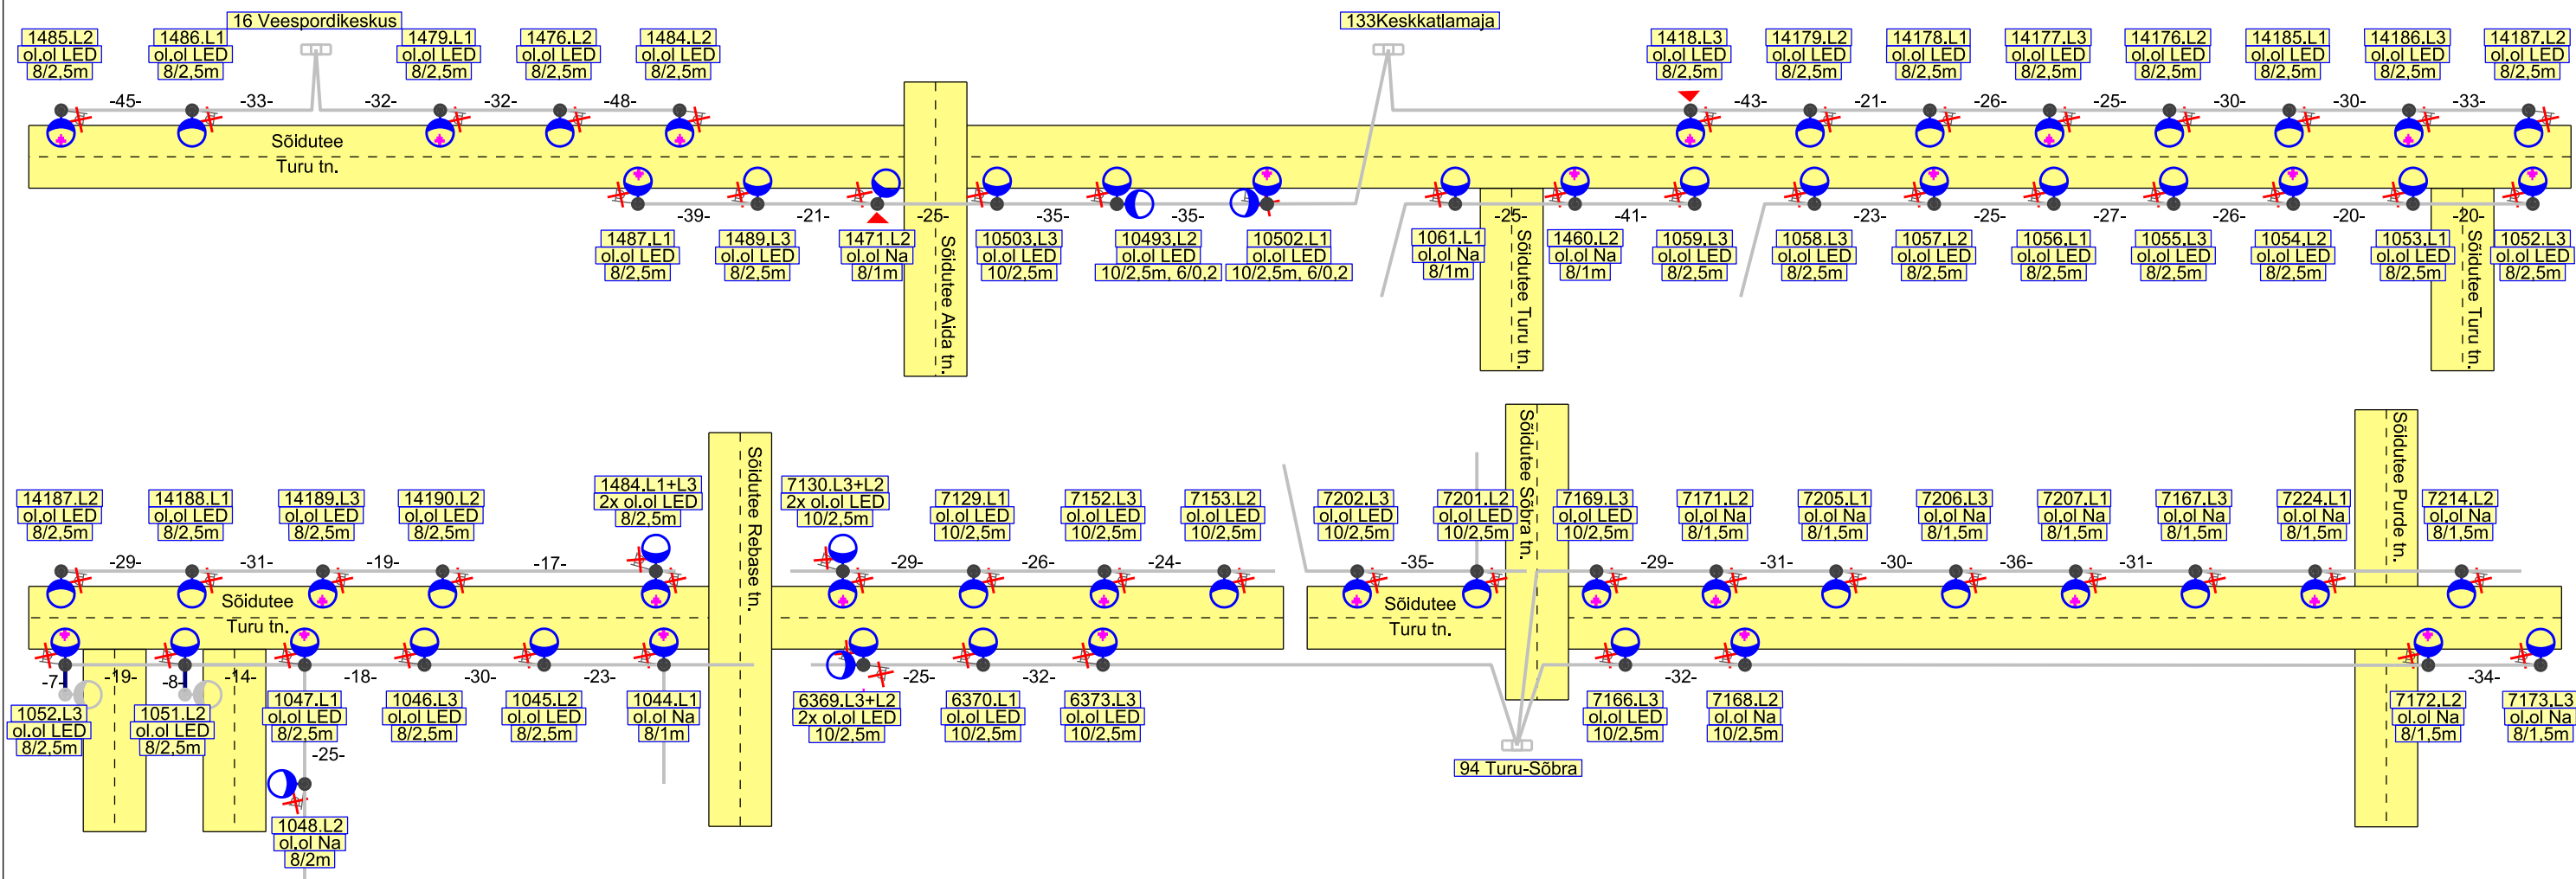 16 Veespordikeskus
133Keskkatlamaja
1485.L2
ol.ol LED
8/2,5m
1486.L1
ol.ol LED
8/2,5m
1479.L1
ol.ol LED
8/2,5m
1476.L2
ol.ol LED
8/2,5m
1484.L2
ol.ol LED
8/2,5m
1418.L3
ol.ol LED
8/2,5m
14179.L2
ol.ol LED
8/2,5m
14178.L1
ol.ol LED
8/2,5m
14177.L3
ol.ol LED
8/2,5m
14176.L2
ol.ol LED
8/2,5m
14185.L1
ol.ol LED
8/2,5m
14186.L3
ol.ol LED
8/2,5m
14187.L2
ol.ol LED
8/2,5m
-45- -33- -32- -32- -48- -43- -21- -26- -25- -30- -30- -33-
Sõidutee
Turu tn.
-39- -21- -25- -35- -35- -25- -41- -23- -25- -27- -26- -20- -20-
1487.L1
ol.ol LED
8/2,5m
1489.L3
ol.ol LED
8/2,5m
1471.L2
ol.ol Na
8/1m
Sõidutee Aida tn.
10503.L3
ol.ol LED
10/2,5m
10493.L2
ol.ol LED
10/2,5m, 6/0,2
10502.L1
ol.ol LED
10/2,5m, 6/0,2
1061.L1
ol.ol Na
8/1m
Sõidutee Turu tn.
1460.L2
ol.ol Na
8/1m
1059.L3
ol.ol LED
8/2,5m
1058.L3
ol.ol LED
8/2,5m
1057.L2
ol.ol LED
8/2,5m
1056.L1
ol.ol LED
8/2,5m
1055.L3
ol.ol LED
8/2,5m
1054.L2
ol.ol LED
8/2,5m
1053.L1
ol.ol LED
8/2,5m
Sõidutee Turu tn.
1052.L3
ol.ol LED
8/2,5m
14187.L2
ol.ol LED
8/2,5m
14188.L1
ol.ol LED
8/2,5m
14189.L3
ol.ol LED
8/2,5m
14190.L2
ol.ol LED
8/2,5m
1484.L1+L3
2x ol.ol LED
8/2,5m
Sõidutee Rebase tn.
7130.L3+L2
2x ol.ol LED
10/2,5m
7129.L1
ol.ol LED
10/2,5m
7152.L3
ol.ol LED
10/2,5m
7153.L2
ol.ol LED
10/2,5m
7202.L3
ol.ol LED
10/2,5m
7201.L2
ol.ol LED
10/2,5m
Sõidutee Sõbra tn.
7169.L3
ol.ol LED
10/2,5m
7171.L2
ol.ol Na
8/1,5m
7205.L1
ol.ol Na
8/1,5m
7206.L3
ol.ol Na
8/1,5m
7207.L1
ol.ol Na
8/1,5m
7167.L3
ol.ol Na
8/1,5m
7224.L1
ol.ol Na
8/1,5m
Sõidutee Purde tn.
7214.L2
ol.ol Na
8/1,5m
-29- -31- -19- -17- -29- -26- -24- -35- -29- -31- -30- -36- -31-
Sõidutee
Turu tn.
Sõidutee
Turu tn.
-7- -19- -8- -14- -18- -30- -23- -25- -32- -32- -34-
1052.L3
ol.ol LED
8/2,5m
1051.L2
ol.ol LED
8/2,5m
1047.L1
ol.ol LED
8/2,5m
1046.L3
ol.ol LED
8/2,5m
1045.L2
ol.ol LED
8/2,5m
1044.L1
ol.ol Na
8/1m
6369.L3+L2
2x ol.ol LED
10/2,5m
6370.L1
ol.ol LED
10/2,5m
6373.L3
ol.ol LED
10/2,5m
7166.L3
ol.ol LED
10/2,5m
7168.L2
ol.ol Na
10/2,5m
7172.L2
ol.ol Na
8/1,5m
7173.L3
ol.ol Na
8/1,5m
-25-
94 Turu-Sõbra
1048.L2
ol.ol Na
8/2m